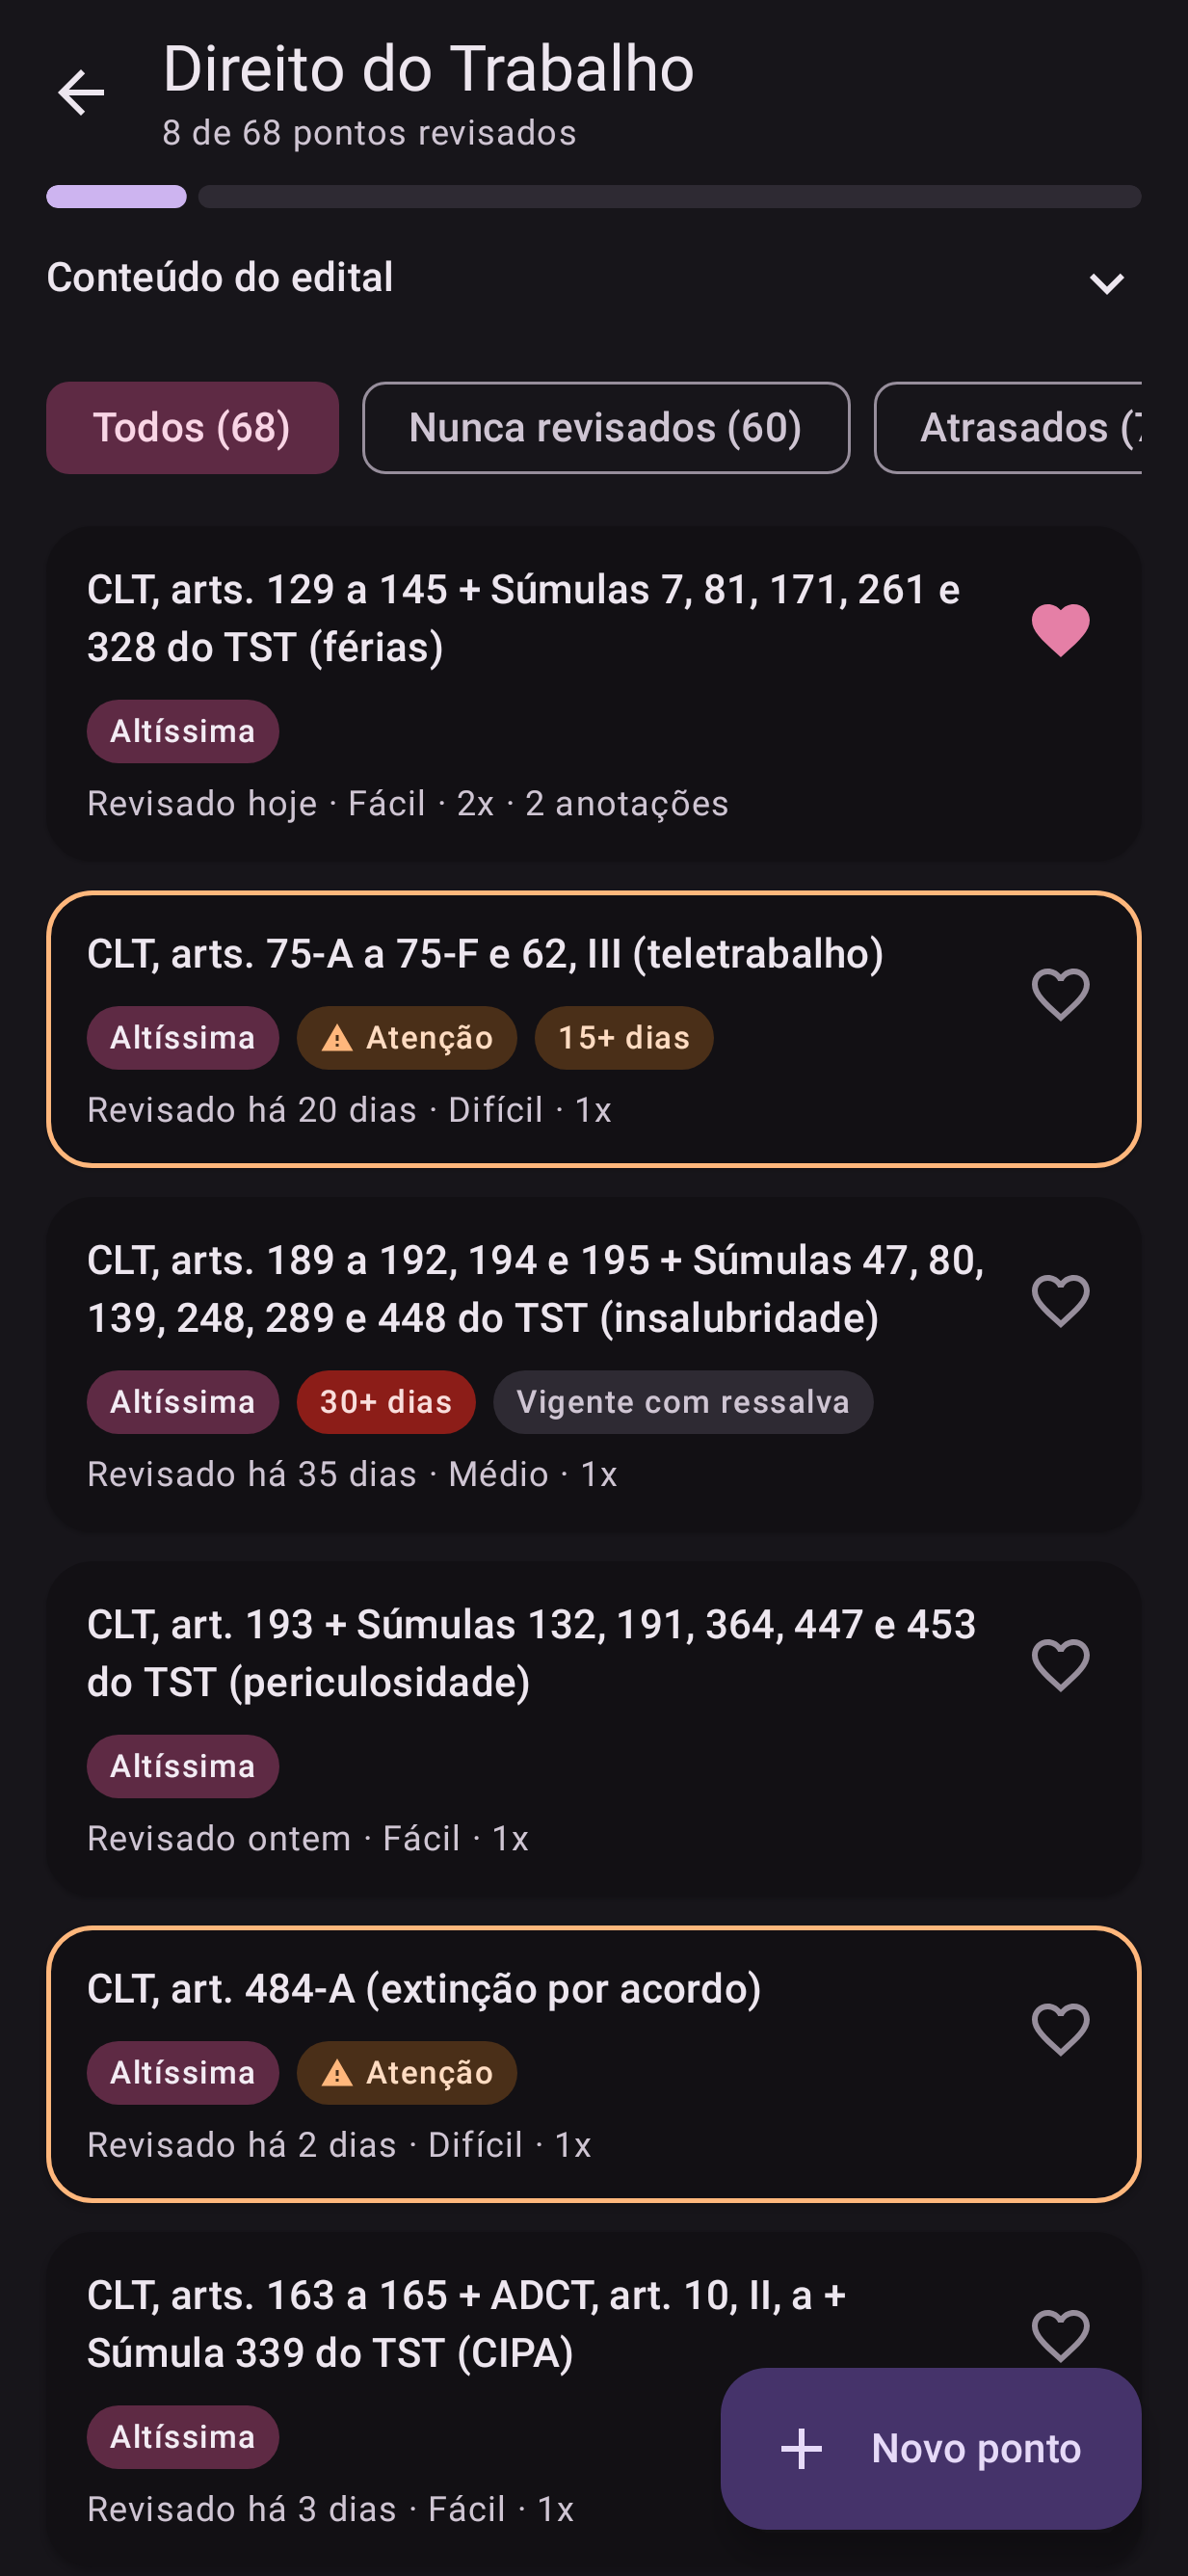 Direito do Trabalho
8 de 68 pontos revisados
Conteúdo do edital
Todos (68)
Nunca revisados (60)
Atrasados (
CLT, arts. 129 a 145 + Súmulas 7, 81, 171, 261 e
328 do TST (férias)
Altíssima
Revisado hoje · Fácil · 2x · 2 anotações
CLT, arts. 75-A a 75-F e 62, III (teletrabalho)
Altíssima
Atenção
15+ dias
Revisado há 20 dias · Difícil · 1x
CLT, arts. 189 a 192, 194 e 195 + Súmulas 47, 80,
139, 248, 289 e 448 do TST (insalubridade)
Altíssima
30+ dias
Vigente com ressalva
Revisado há 35 dias · Médio · 1x
CLT, art. 193 + Súmulas 132, 191, 364, 447 e 453
do TST (periculosidade)
Altíssima
Revisado ontem · Fácil · 1x
CLT, art. 484-A (extinção por acordo)
Altíssima
Atenção
Revisado há 2 dias · Difícil · 1x
CLT, arts. 163 a 165 + ADCT, art. 10, II, a +
Súmula 339 do TST (CIPA)
Altíssima
Revisado há 3 dias · Fácil · 1x
Novo ponto